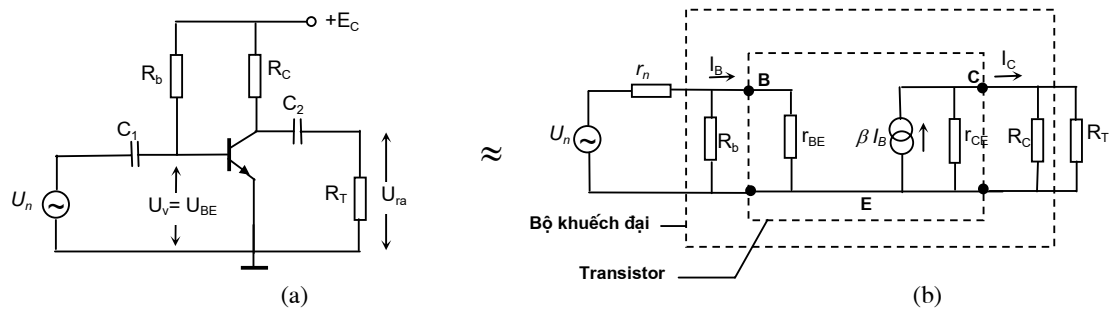 +E_C
R_b
R_C
C_1
C_2
U_n
U_v= U_BE
R_T
U_ra
(a)
≈
I_B
I_C
r_n
B
C
U_n
R_b
r_BE
β I_B
r_CE
R_C
R_T
E
Bộ khuếch đại
Transistor
(b)